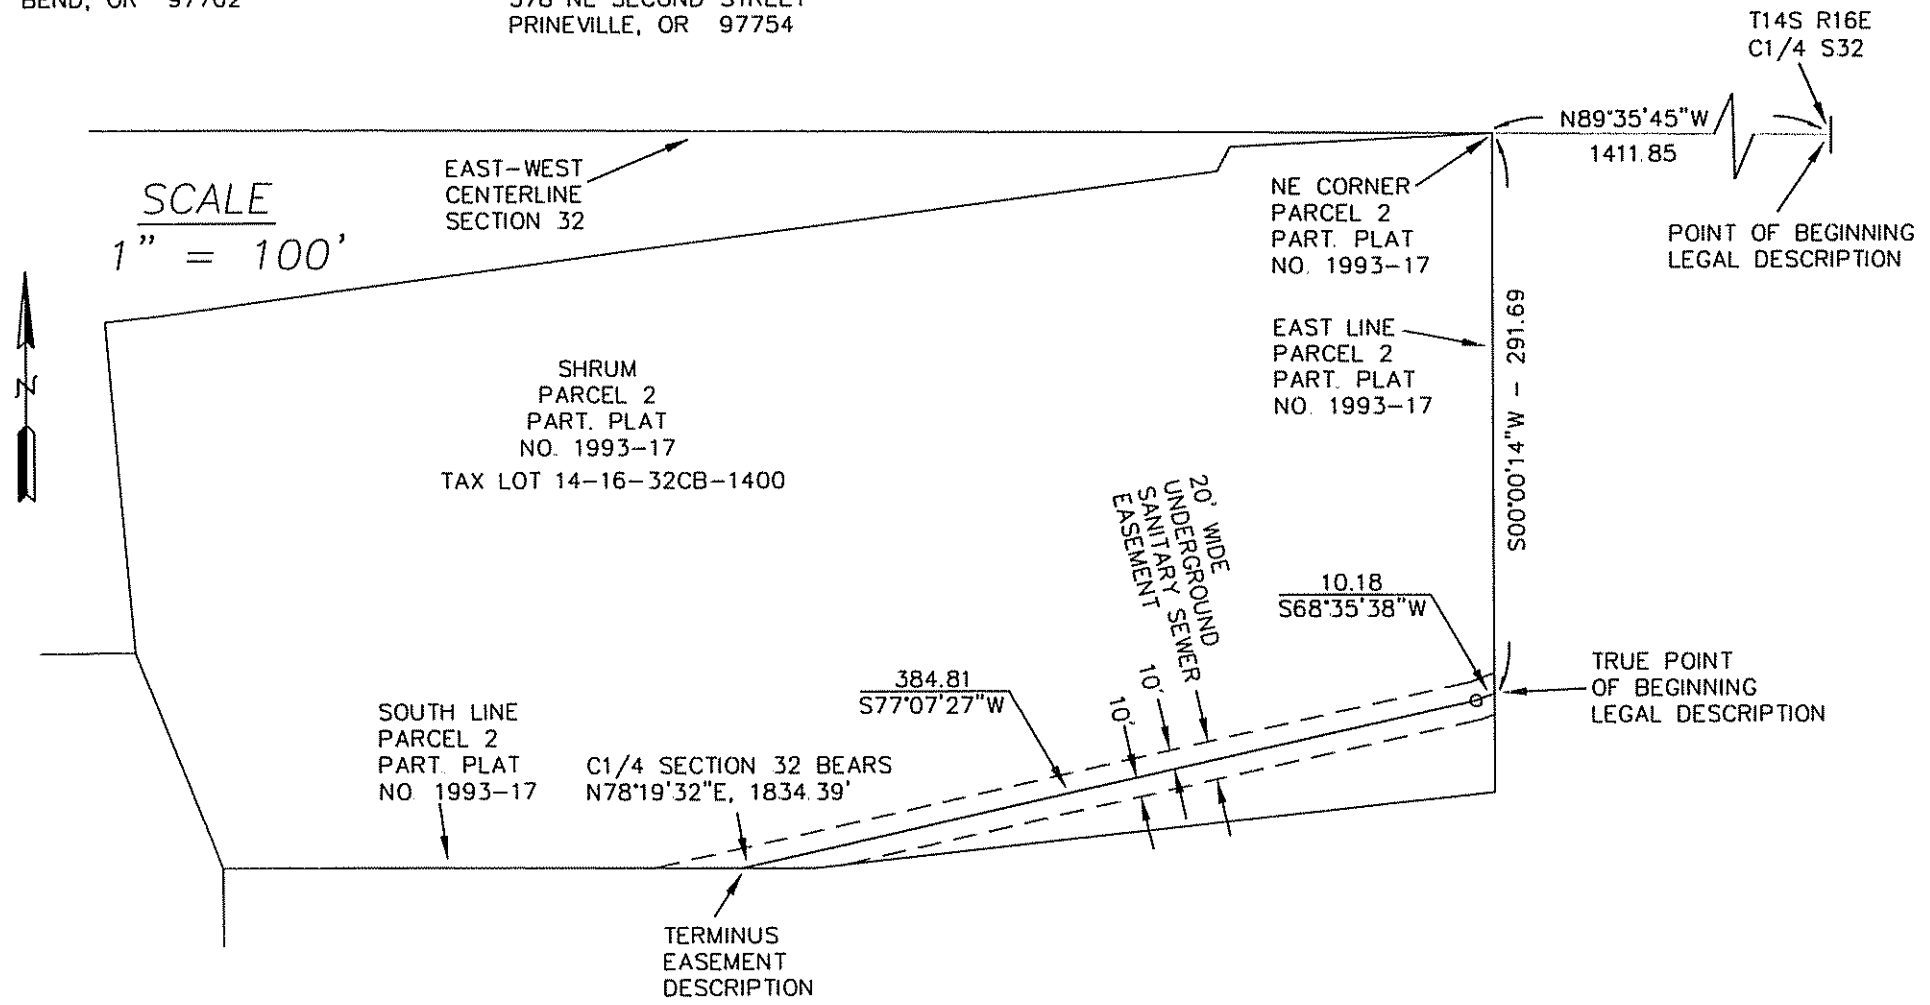 BEND, OR 97702
578 NE SECOND STREET
PRINEVILLE, OR 97754
T14S R16E
C1/4 S32
N89°35'45"W
1411.85
EAST-WEST
CENTERLINE
SECTION 32
SCALE
1" = 100'
NE CORNER
PARCEL 2
PART. PLAT
NO. 1993-17
POINT OF BEGINNING
LEGAL DESCRIPTION
EAST LINE
PARCEL 2
PART. PLAT
NO. 1993-17
S00°00'14"W - 291.69
N
SHRUM
PARCEL 2
PART. PLAT
NO. 1993-17
TAX LOT 14-16-32CB-1400
20' WIDE
UNDERGROUND
SANITARY SEWER
EASEMENT
10.18
S68°35'38"W
10'
10'
384.81
S77°07'27"W
TRUE POINT
OF BEGINNING
LEGAL DESCRIPTION
SOUTH LINE
PARCEL 2
PART. PLAT
NO. 1993-17
C1/4 SECTION 32 BEARS
N78°19'32"E, 1834.39'
TERMINUS
EASEMENT
DESCRIPTION